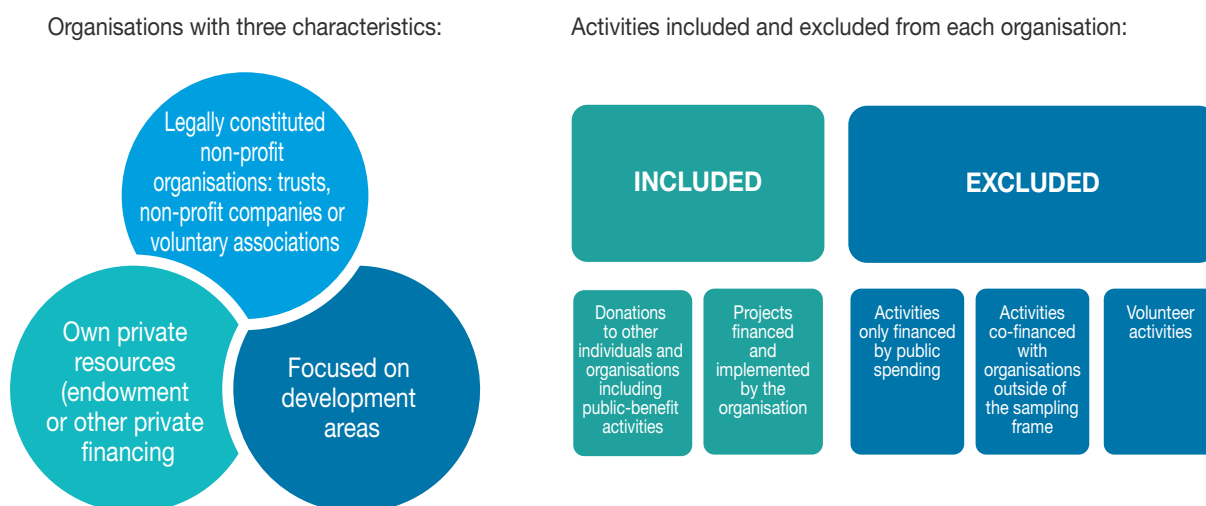 Organisations with three characteristics:
Legally constituted
non-profit
organisations: trusts,
non-profit companies or
voluntary associations
Own private
resources
(endowment
or other private
financing
Focused on
development
areas
Activities included and excluded from each organisation:
INCLUDED
EXCLUDED
Donations
to other
individuals and
organisations
including
public-benefit
activities
Projects
financed
and
implemented
by the
organisation
Activities
only financed
by public
spending
Activities
co-financed
with
organisations
outside of
the sampling
frame
Volunteer
activities